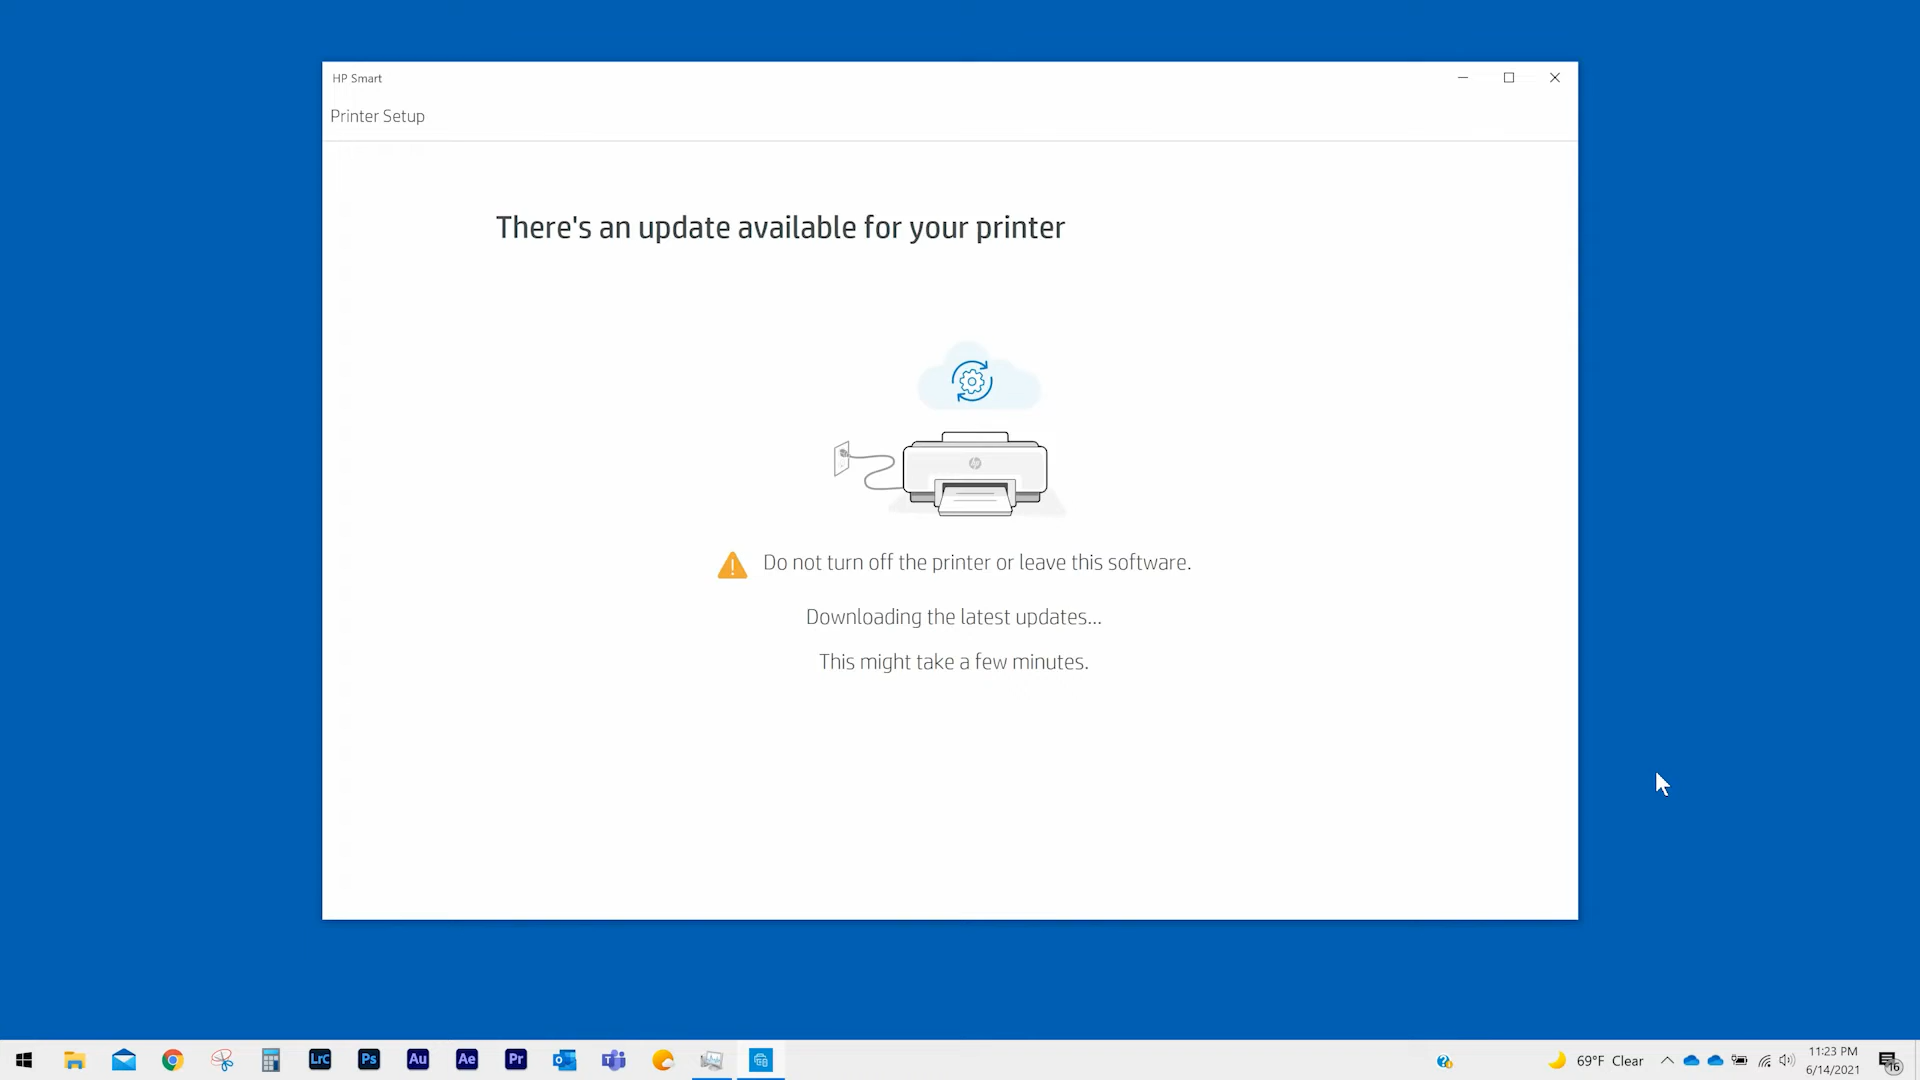 HP Smart
Printer Setup
There's an update available for your printer
hp
Do not turn off the printer or leave this software.
Downloading the latest updates...
This might take a few minutes.
LrC
Ps
Au
Ae
Pr
69°F Clear
11:23 PM
6/14/2021
16